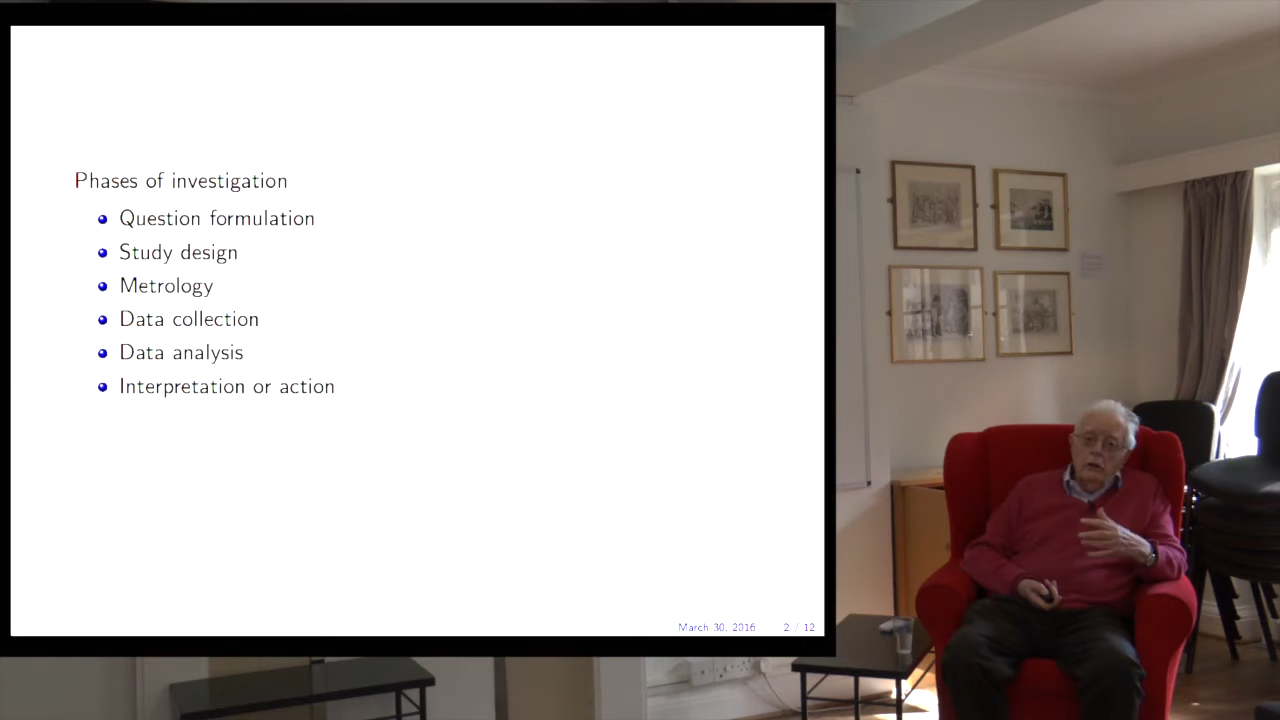 Phases of investigation
Question formulation
Study design
Metrology
Data collection
Data analysis
Interpretation or action
March 30, 2016 2 / 12